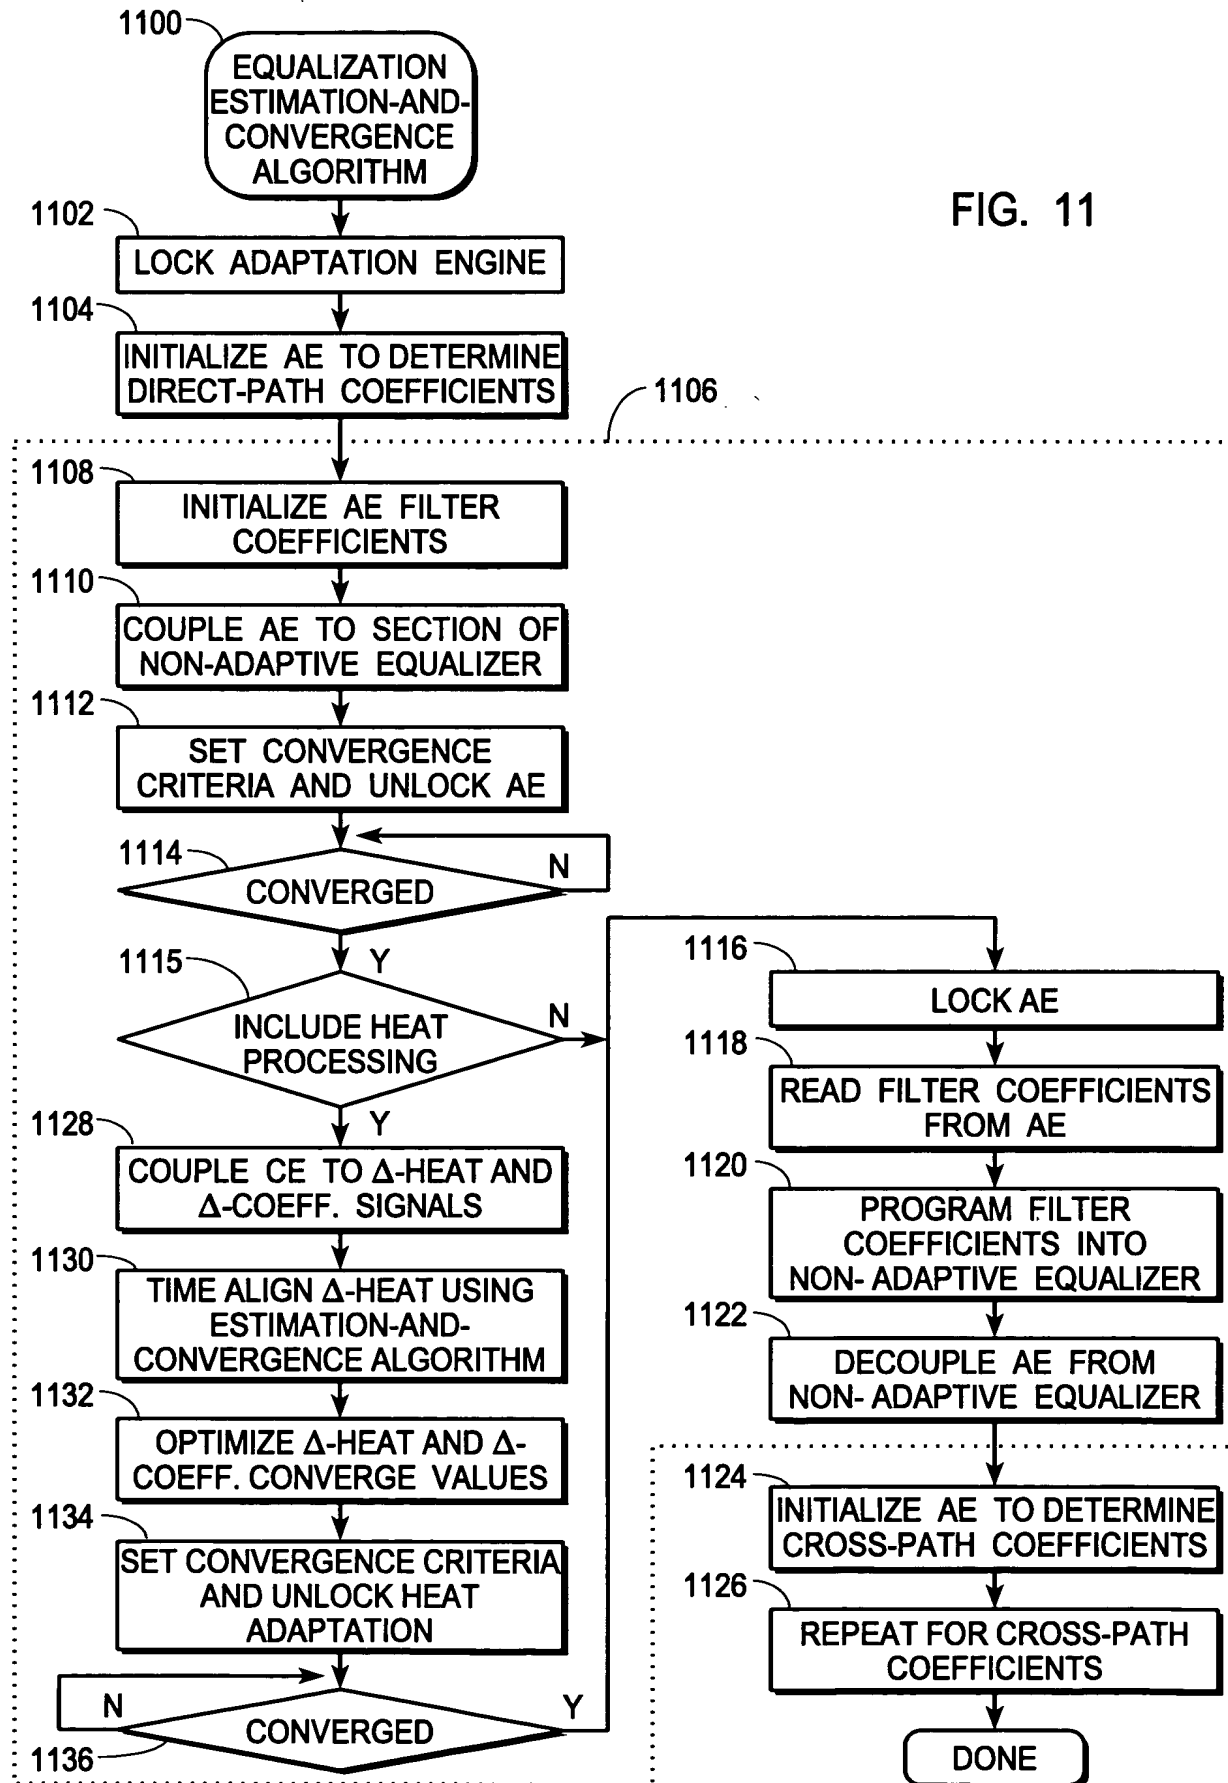 1100
EQUALIZATION
ESTIMATION-AND-
CONVERGENCE
ALGORITHM
FIG. 11
1102
LOCK ADAPTATION ENGINE
1104
INITIALIZE AE TO DETERMINE
DIRECT-PATH COEFFICIENTS
1106
1108
INITIALIZE AE FILTER
COEFFICIENTS
1110
COUPLE AE TO SECTION OF
NON-ADAPTIVE EQUALIZER
1112
SET CONVERGENCE
CRITERIA AND UNLOCK AE
1114
CONVERGED
N
Y
1115
INCLUDE HEAT
PROCESSING
N
Y
1128
COUPLE CE TO Δ-HEAT AND
Δ-COEFF. SIGNALS
1130
TIME ALIGN Δ-HEAT USING
ESTIMATION-AND-
CONVERGENCE ALGORITHM
1132
OPTIMIZE Δ-HEAT AND Δ-
COEFF. CONVERGE VALUES
1134
SET CONVERGENCE CRITERIA
AND UNLOCK HEAT
ADAPTATION
N
CONVERGED
Y
1136
1116
LOCK AE
1118
READ FILTER COEFFICIENTS
FROM AE
1120
PROGRAM FILTER
COEFFICIENTS INTO
NON- ADAPTIVE EQUALIZER
1122
DECOUPLE AE FROM
NON- ADAPTIVE EQUALIZER
1124
INITIALIZE AE TO DETERMINE
CROSS-PATH COEFFICIENTS
1126
REPEAT FOR CROSS-PATH
COEFFICIENTS
DONE